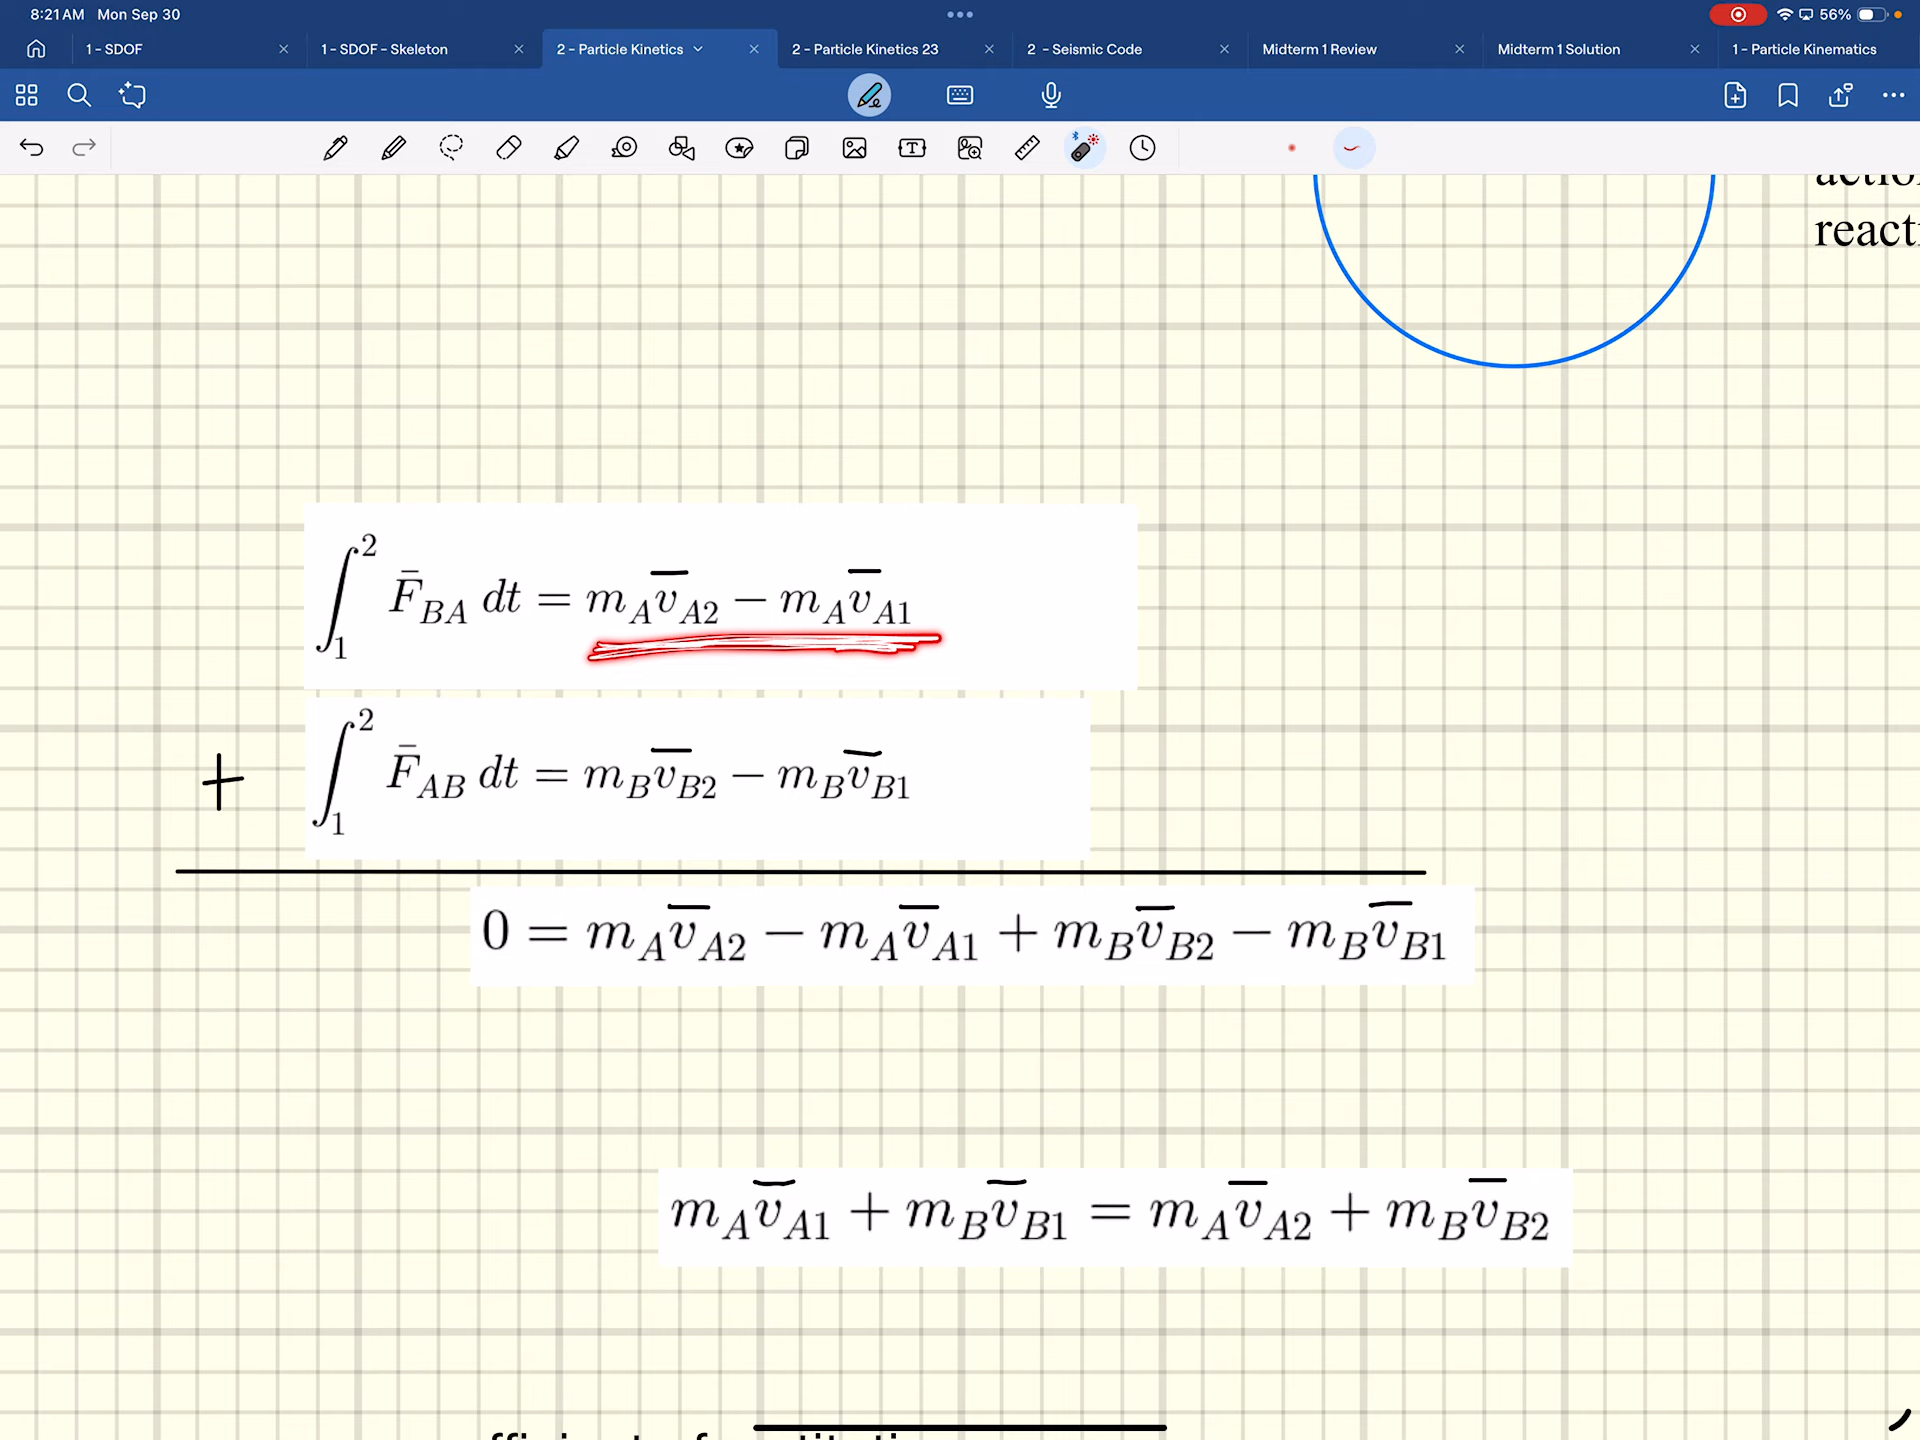 8:21 AM Mon Sep 30
56%
1 - SDOF
1 - SDOF - Skeleton
2 - Particle Kinetics
2 - Particle Kinetics 23
2 - Seismic Code
Midterm 1 Review
Midterm 1 Solution
1 - Particle Kinematics
reacti
∫₁² F̄_BA dt = m_A v̄_A2 − m_A v̄_A1
+ ∫₁² F̄_AB dt = m_B v̄_B2 − m_B v̄_B1
0 = m_A v̄_A2 − m_A v̄_A1 + m_B v̄_B2 − m_B v̄_B1
m_A v̄_A1 + m_B v̄_B1 = m_A v̄_A2 + m_B v̄_B2